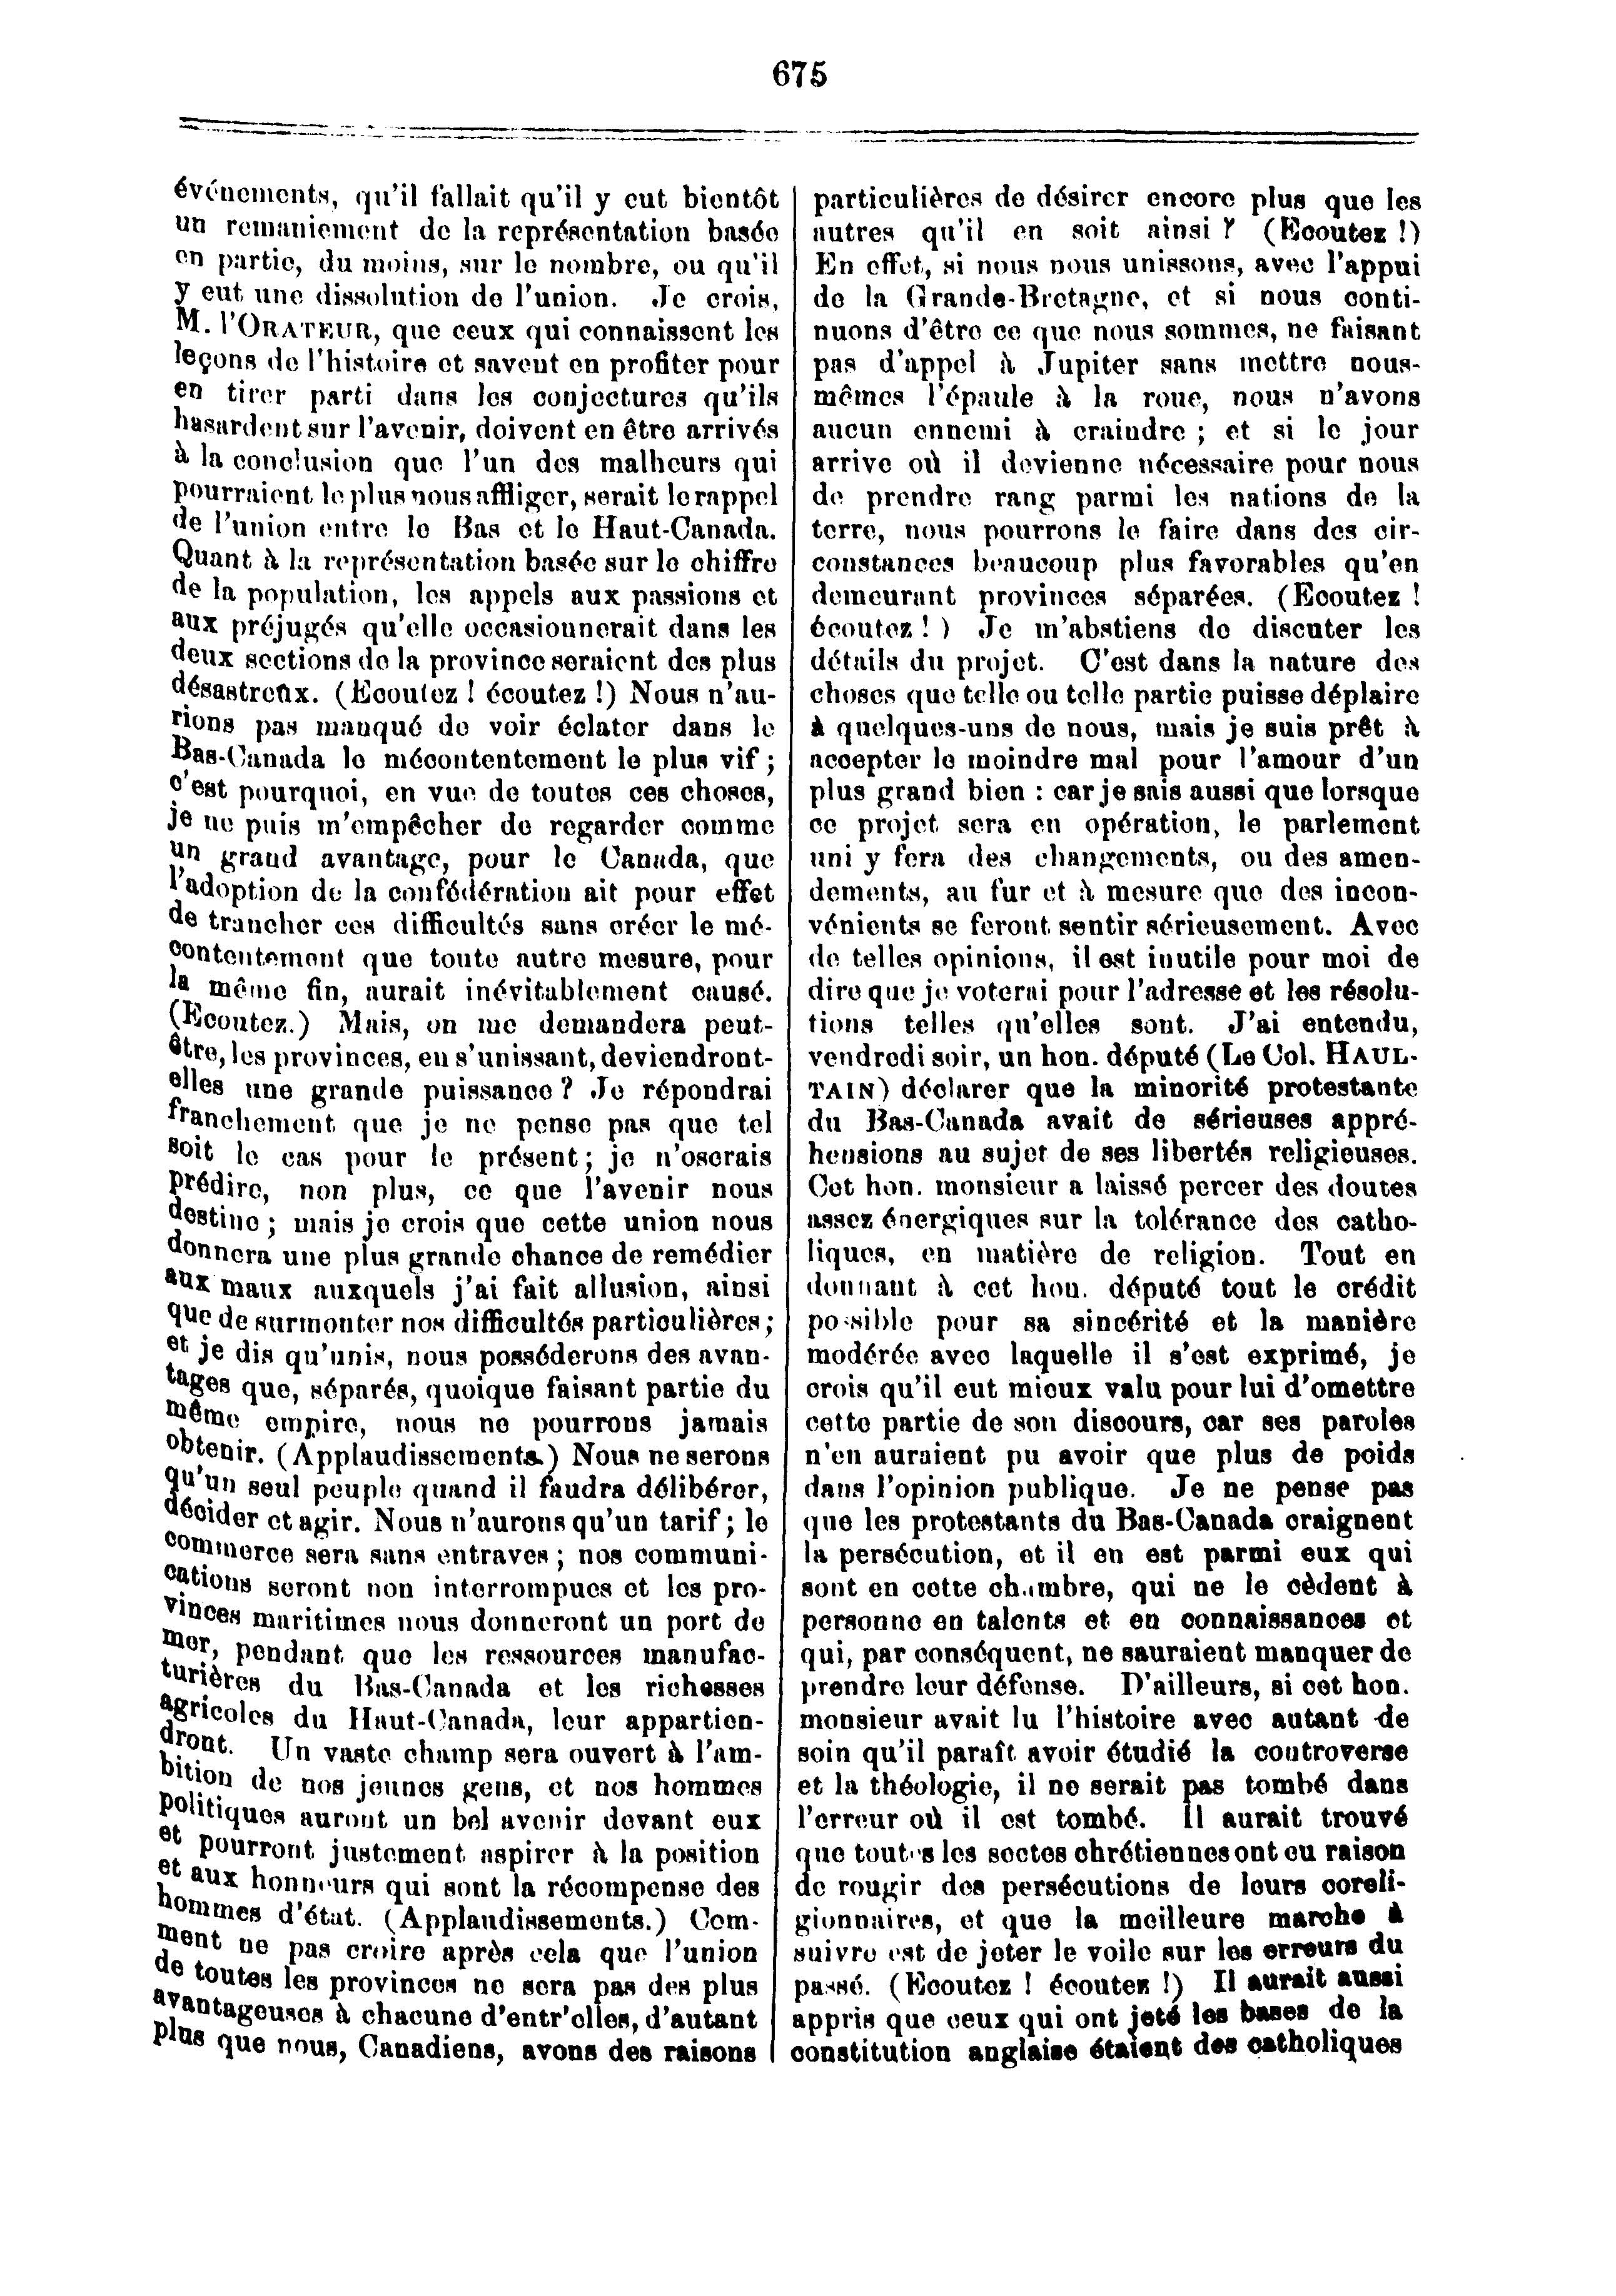 675
événements, qu'il fallait qu'il y eut bientôt
un remaniement de la représentation basée
en partie, du moins, sur le nombre, ou qu'il
y eut une dissolution de l'union. Je crois,
M. l'ORATEUR, que ceux qui connaissent les
leçons de l'histoire et savent en profiter pour
en tirer parti dans les conjectures qu'ils
hasardent sur l'avenir, doivent en être arrivés
à la conclusion que l'un des malheurs qui
pourraient le plus nous affliger, serait le rappel
de l'union entre le Bas et le Haut-Canada.
Quant à la représentation basée sur le chiffre
de la population, les appels aux passions et
aux préjugés qu'elle occasionnerait dans les
deux sections de la province seraient des plus
désastreux. (Ecoutez ! écoutez !) Nous n'au-
rions pas manqué de voir éclater dans le
Bas-Canada le mécontentement le plus vif ;
c'est pourquoi, en vue de toutes ces choses,
je ne puis m'empêcher de regarder comme
un grand avantage, pour le Canada, que
l'adoption de la confédération ait pour effet
de trancher ces difficultés sans créer le mé-
contentement que toute autre mesure, pour
la même fin, aurait inévitablement causé.
(Ecoutez.) Mais, on me demandera peut-
être, les provinces, en s'unissant, deviendront-
elles une grande puissance ? Je répondrai
franchement que je ne pense pas que tel
soit le cas pour le présent ; je n'oserais
prédire, non plus, ce que l'avenir nous
destine ; mais je crois que cette union nous
donnera une plus grande chance de remédier
aux maux auxquels j'ai fait allusion, ainsi
que de surmonter nos difficultés particulières ;
et je dis qu'unis, nous posséderons des avan-
tages que, séparés, quoique faisant partie du
même empire, nous ne pourrons jamais
obtenir. (Applaudissements.) Nous ne serons
qu'un seul peuple quand il faudra délibérer,
décider et agir. Nous n'aurons qu'un tarif ; le
commerce sera sans entraves ; nos communi-
cations seront non interrompues et les pro-
vinces maritimes nous donneront un port de
mer, pendant que les ressources manufac-
turières du Bas-Canada et les richesses
agricoles du Haut-Canada, leur appartien-
dront. Un vaste champ sera ouvert à l'am-
bition de nos jeunes gens, et nos hommes
politiques auront un bel avenir devant eux
et pourront justement aspirer à la position
et aux honneurs qui sont la récompense des
hommes d'état. (Applaudissements.) Com-
ment ne pas croire après cela que l'union
de toutes les provinces ne sera pas des plus
avantageuses à chacune d'entr'elles, d'autant
plus que nous, Canadiens, avons des raisons
particulières de désirer encore plus que les
autres qu'il en soit ainsi ? (Ecoutez !)
En effet, si nous nous unissons, avec l'appui
de la Grande-Bretagne, et si nous conti-
nuons d'être ce que nous sommes, ne faisant
pas d'appel à Jupiter sans mettre nous-
mêmes l'épaule à la roue, nous n'avons
aucun ennemi à craindre ; et si le jour
arrive où il devienne nécessaire pour nous
de prendre rang parmi les nations de la
terre, nous pourrons le faire dans des cir-
constances beaucoup plus favorables qu'en
demeurant provinces séparées. (Ecoutez !
écoutez ! ) Je m'abstiens de discuter les
détails du projet. C'est dans la nature des
choses que telle ou telle partie puisse déplaire
à quelques-uns de nous, mais je suis prêt à
accepter le moindre mal pour l'amour d'un
plus grand bien : car je sais aussi que lorsque
ce projet sera en opération, le parlement
uni y fera des changements, ou des amen-
dements, au fur et à mesure que des incon-
vénients se feront sentir sérieusement. Avec
de telles opinions, il est inutile pour moi de
dire que je voterai pour l'adresse et les résolu-
tions telles qu'elles sont. J'ai entendu,
vendredi soir, un hon. député (Le Col. HAUL-
TAIN) déclarer que la minorité protestante
du Bas-Canada avait de sérieuses appré-
hensions au sujet de ses libertés religieuses.
Cet hon. monsieur a laissé percer des doutes
assez énergiques sur la tolérance des catho-
liques, en matière de religion. Tout en
donnant à cet hon. député tout le crédit
possible pour sa sincérité et la manière
modérée avec laquelle il s'est exprimé, je
crois qu'il eut mieux valu pour lui d'omettre
cette partie de son discours, car ses paroles
n'en auraient pu avoir que plus de poids
dans l'opinion publique. Je ne pense pas
que les protestants du Bas-Canada craignent
la persécution, et il en est parmi eux qui
sont en cette chambre, qui ne le cèdent à
personne en talents et en connaissances et
qui, par conséquent, ne sauraient manquer de
prendre leur défense. D'ailleurs, si cet hon.
monsieur avait lu l'histoire avec autant de
soin qu'il paraît avoir étudié la controverse
et la théologie, il ne serait pas tombé dans
l'erreur où il est tombé. Il aurait trouvé
que toutes les sectes chrétiennes ont eu raison
de rougir des persécutions de leurs coreli-
gionnaires, et que la meilleure marche à
suivre est de jeter le voile sur les erreurs du
passé. (Ecoutez ! écoutez !) Il aurait aussi
appris que ceux qui ont jeté les bases de la
constitution anglaise étaient des catholiques